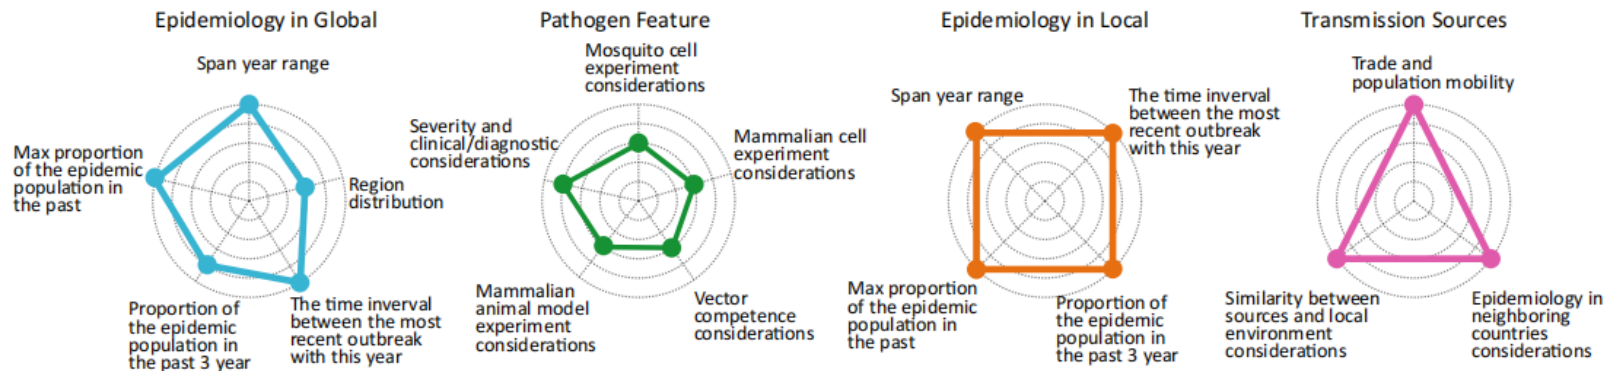 Epidemiology in Global
Span year range
Max proportion
of the epidemic
population in
the past
Region
distribution
Proportion of
the epidemic
population in
the past 3 year
The time inverval
between the most
recent outbreak
with this year
Pathogen Feature
Mosquito cell
experiment
considerations
Severity and
clinical/diagnostic
considerations
Mammalian cell
experiment
considerations
Mammalian
animal model
experiment
considerations
Vector
competence
considerations
Epidemiology in Local
Span year range
The time inverval
between the most
recent outbreak
with this year
Max proportion
of the epidemic
population in
the past
Proportion of
the epidemic
population in
the past 3 year
Transmission Sources
Trade and
population mobility
Similarity between
sources and local
environment
considerations
Epidemiology in
neighboring
countries
considerations